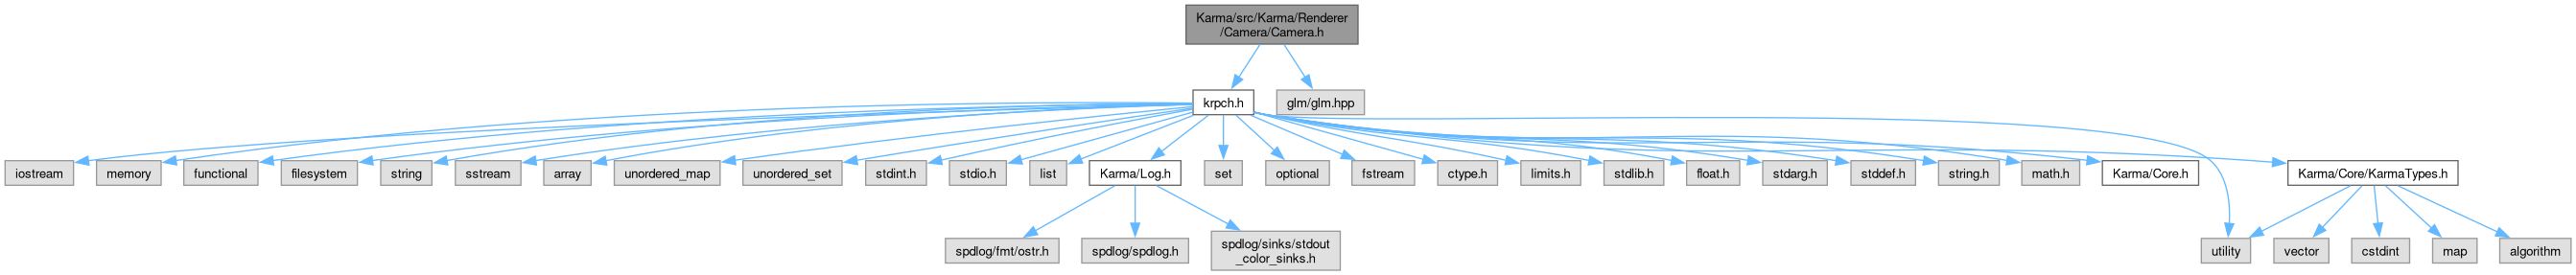 Karma/src/Karma/Renderer
/Camera/Camera.h
krpch.h
glm/glm.hpp
iostream
memory
functional
filesystem
string
sstream
array
unordered_map
unordered_set
stdint.h
stdio.h
list
Karma/Log.h
set
optional
fstream
ctype.h
limits.h
stdlib.h
float.h
stdarg.h
stddef.h
string.h
math.h
Karma/Core.h
Karma/Core/KarmaTypes.h
spdlog/fmt/ostr.h
spdlog/spdlog.h
spdlog/sinks/stdout
_color_sinks.h
utility
vector
cstdint
map
algorithm